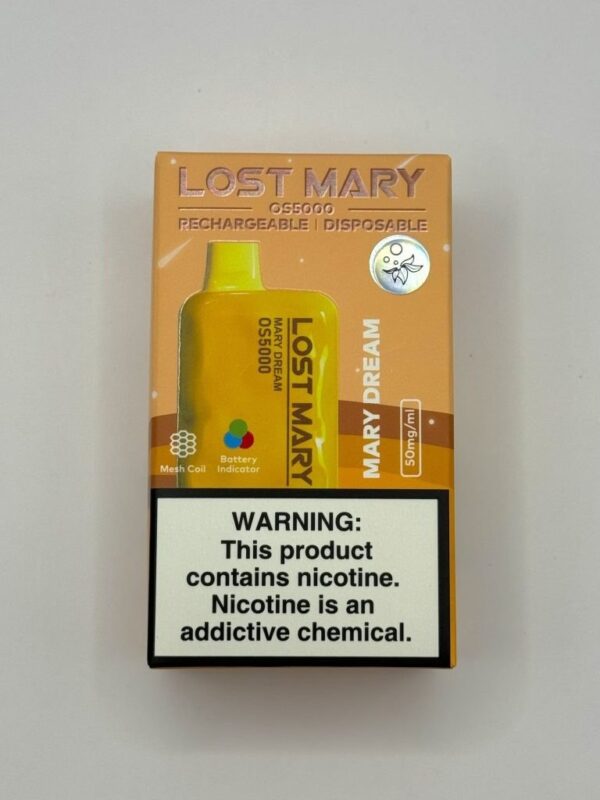 LOST MARY
OS5000
RECHARGEABLE | DISPOSABLE
LOST MARY
MARY DREAM
OS5000
MARY DREAM
50mg/ml
Mesh Coil
Battery
Indicator
WARNING:
This product
contains nicotine.
Nicotine is an
addictive chemical.